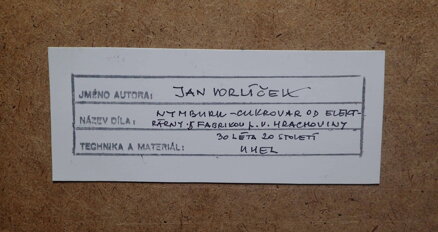 JMÉNO AUTORA: JAN VORLÍČEK
NYMBURK - CUKROVAR OD ELEKT-
NÁZEV DÍLA: RÁRNY S FABRIKOU L.V. HRACHOVINY
30 LÉTA 20 STOLETÍ
TECHNIKA A MATERIÁL: UHEL